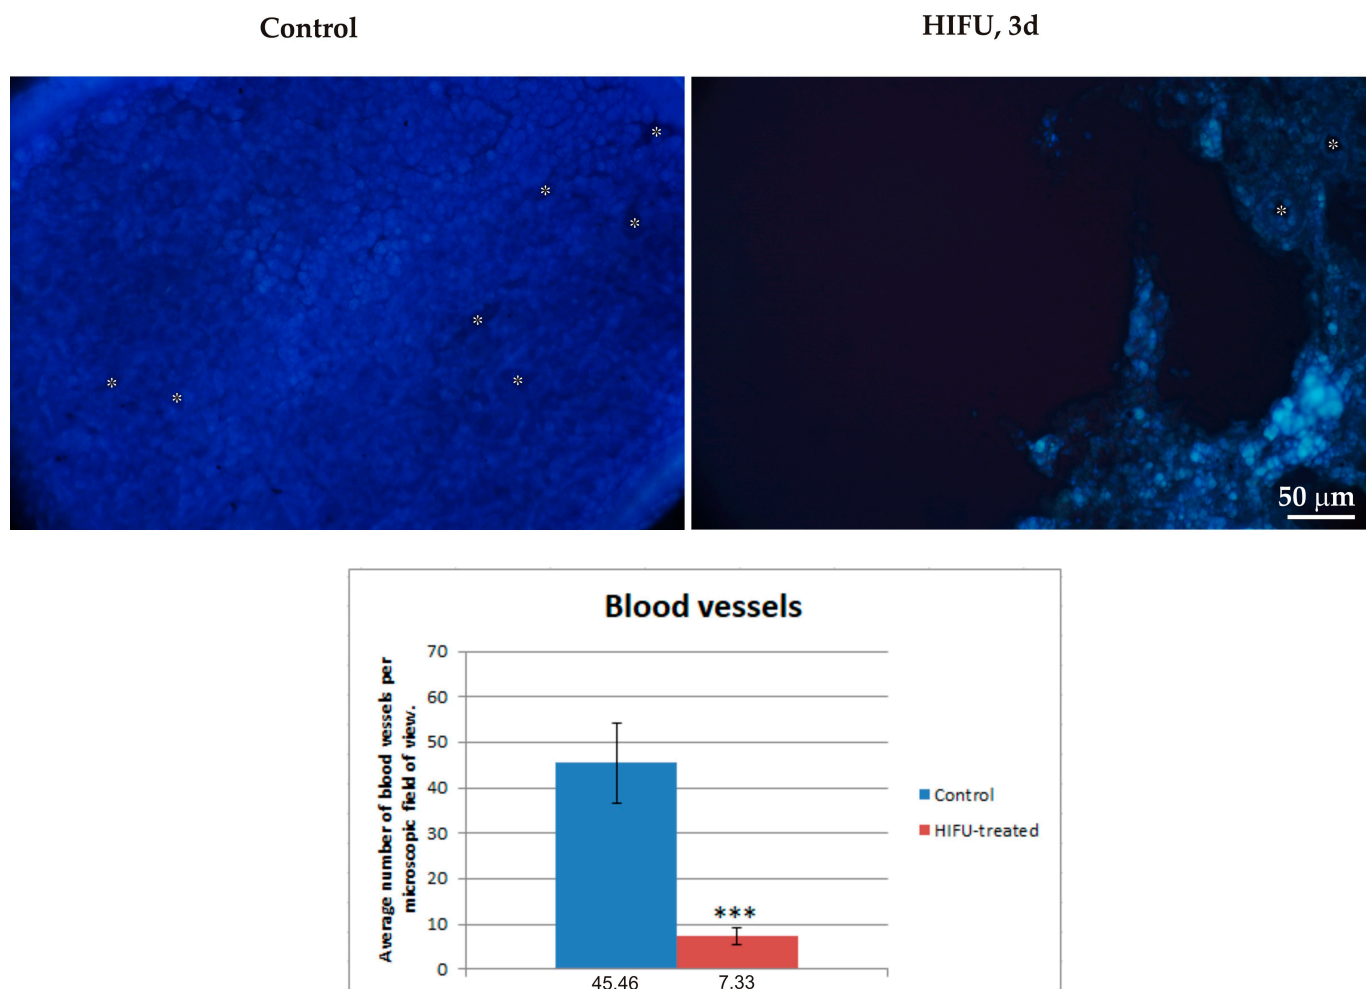 Control
HIFU, 3d
*
*
*
*
*
*
*
*
*
50 µm
Blood vessels
Average number of blood vessels per
microscopic field of view.
70
60
50
40
30
20
10
0
***
45.46
7.33
Control
HIFU-treated